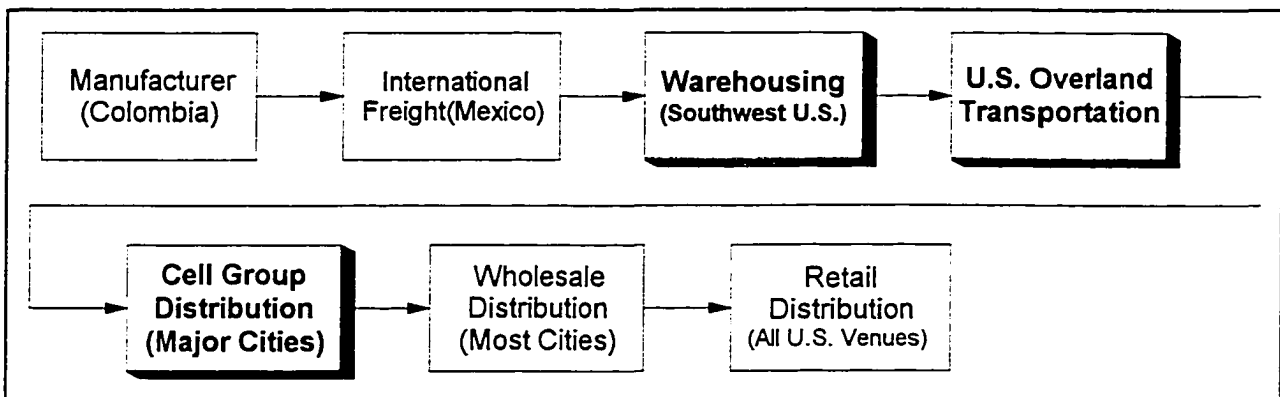 Manufacturer
(Colombia)
International
Freight(Mexico)
Warehousing
(Southwest U.S.)
U.S. Overland
Transportation
Cell Group
Distribution
(Major Cities)
Wholesale
Distribution
(Most Cities)
Retail
Distribution
(All U.S. Venues)